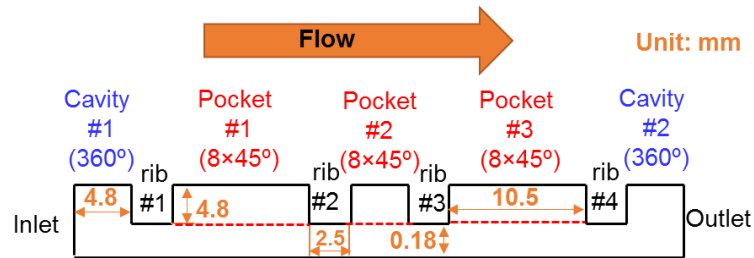 Flow
Unit: mm
Cavity
#1
(360º)
Pocket
#1
(8×45º)
Pocket
#2
(8×45º)
Pocket
#3
(8×45º)
Cavity
#2
(360º)
rib
#1
rib
#2
rib
#3
rib
#4
4.8
4.8
10.5
2.5
0.18
Inlet
Outlet